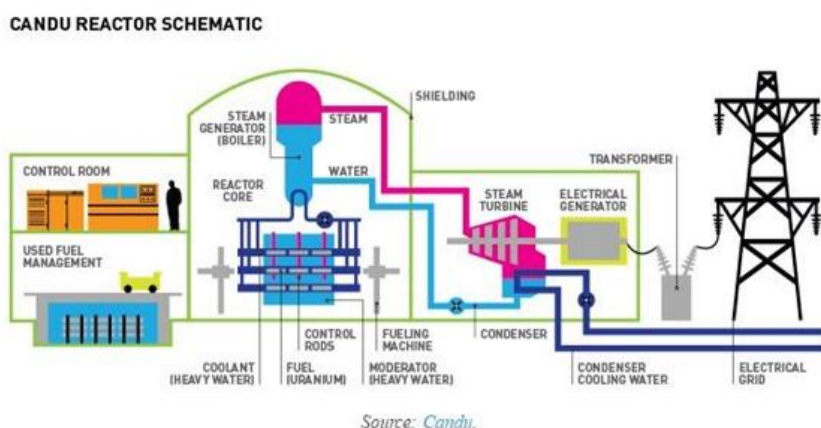 CANDU REACTOR SCHEMATIC
SHIELDING
STEAM
GENERATOR
(BOILER)
STEAM
CONTROL ROOM
WATER
REACTOR
CORE
STEAM
TURBINE
ELECTRICAL
GENERATOR
TRANSFORMER
USED FUEL
MANAGEMENT
COOLANT
(HEAVY WATER)
FUEL
(URANIUM)
CONTROL
RODS
MODERATOR
(HEAVY WATER)
FUELING
MACHINE
CONDENSER
CONDENSER
COOLING WATER
ELECTRICAL
GRID
Source: Candu.